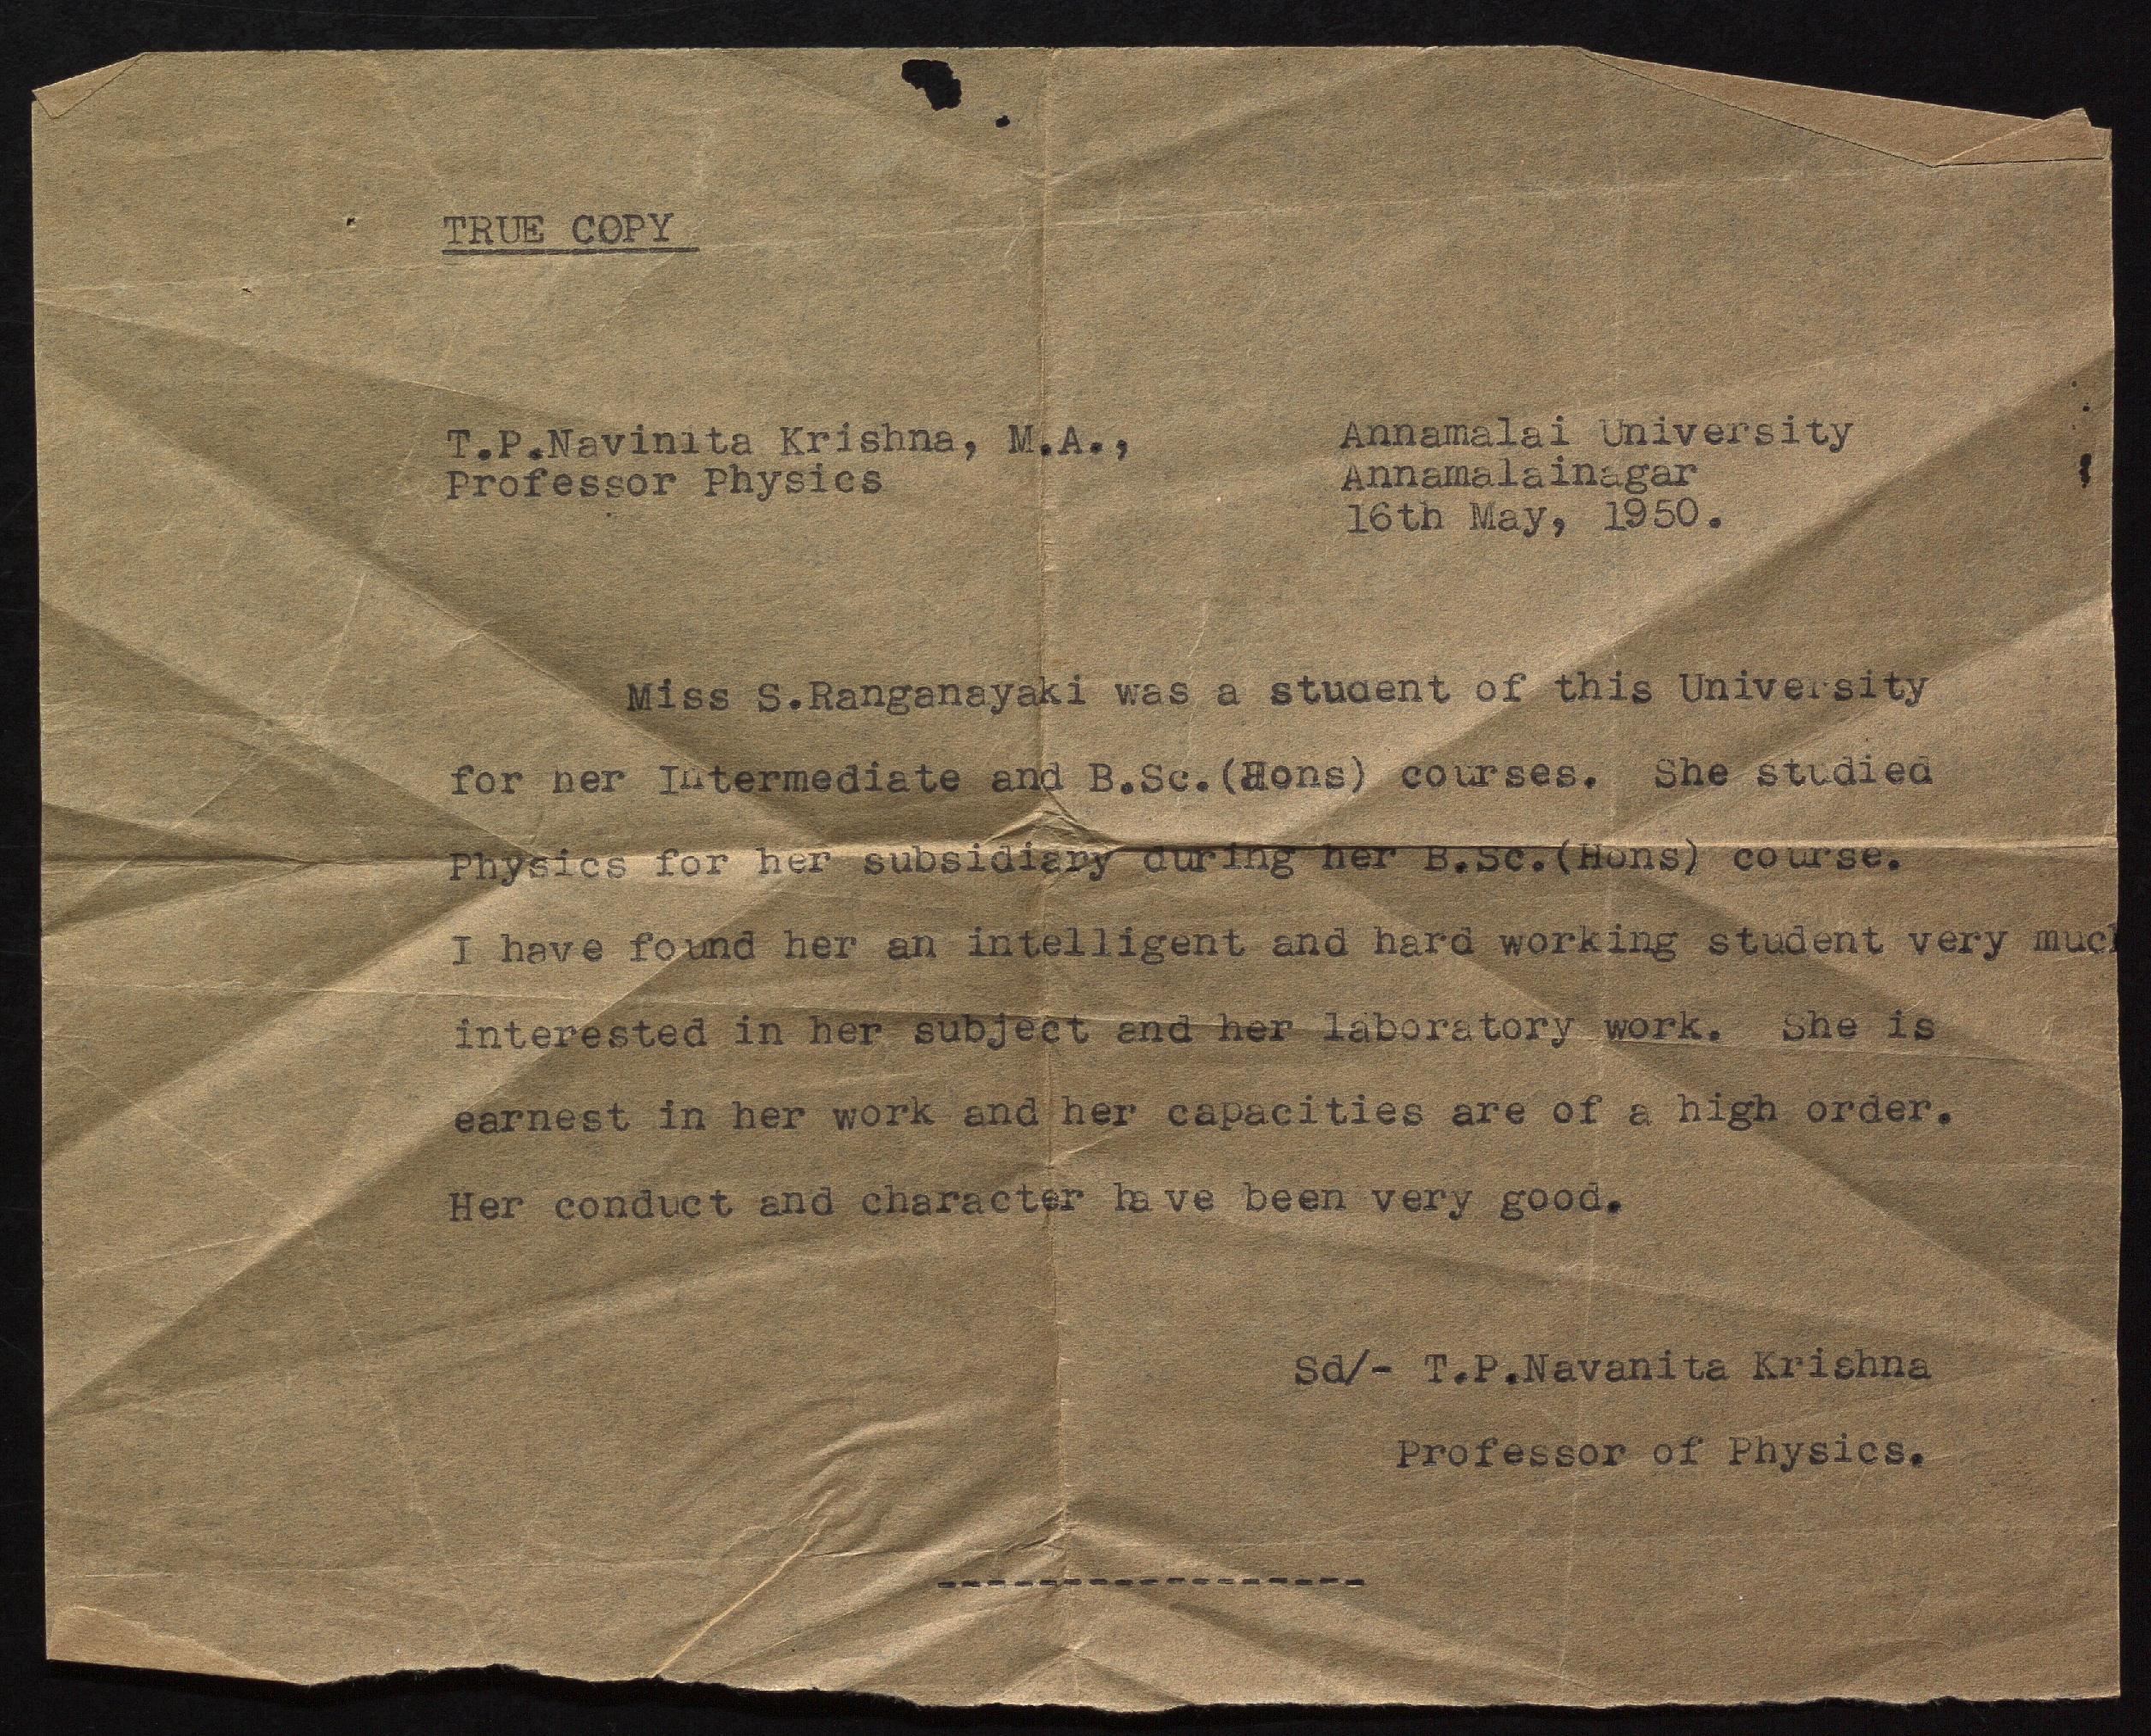 TRUE COPY
T.P.Navinita Krishna, M.A.,
Professor Physics
Annamalai University
Annamalainagar
16th May, 1950.
Miss S.Ranganayaki was a student of this University
for her Intermediate and B.Sc.(Hons) courses. She studied
Physics for her subsidiary during her B.Sc.(Hons) course.
I have found her an intelligent and hard working student very much
interested in her subject and her laboratory work. She is
earnest in her work and her capacities are of a high order.
Her conduct and character have been very good.
Sd/- T.P.Navanita Krishna
Professor of Physics.
-----------------